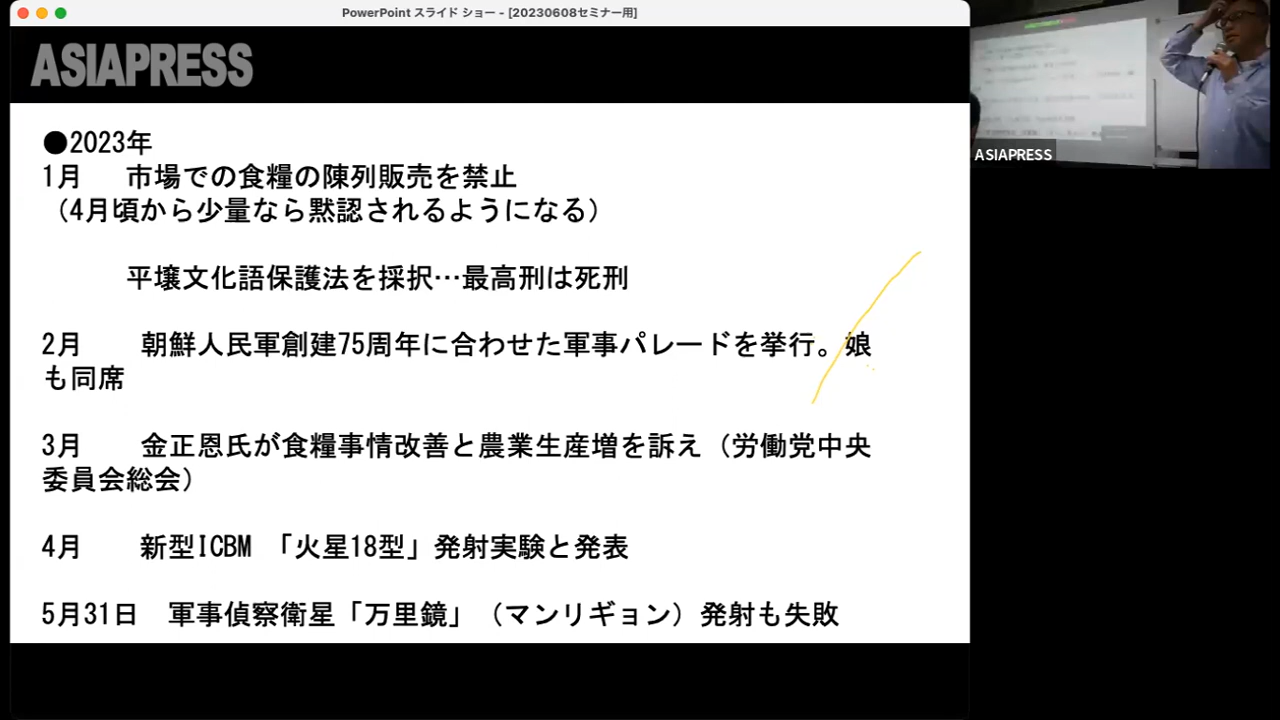 PowerPoint スライド ショー - [20230608セミナー用]
ASIAPRESS
●2023年
1月　市場での食糧の陳列販売を禁止
（4月頃から少量なら黙認されるようになる）
平壌文化語保護法を採択…最高刑は死刑
2月　朝鮮人民軍創建75周年に合わせた軍事パレードを挙行。娘
も同席
3月　金正恩氏が食糧事情改善と農業生産増を訴え（労働党中央
委員会総会）
4月　新型ICBM 「火星18型」発射実験と発表
5月31日　軍事偵察衛星「万里鏡」（マンリギョン）発射も失敗
ASIAPRESS